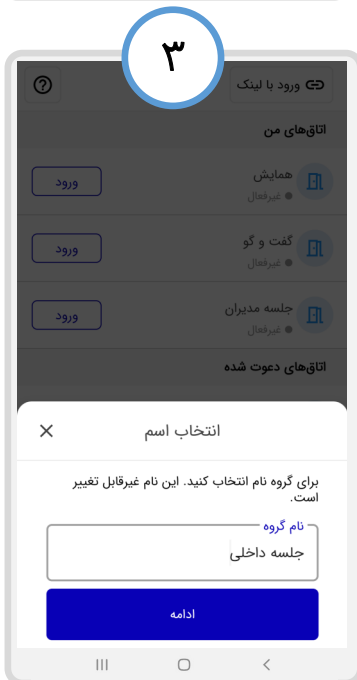 ۳
ورود با لینک
اتاق‌های من
همایش
غیرفعال
ورود
گفت و گو
غیرفعال
ورود
جلسه مدیران
غیرفعال
ورود
اتاق‌های دعوت شده
انتخاب اسم
برای گروه نام انتخاب کنید. این نام غیرقابل تغییر
است.
نام گروه
جلسه داخلی
ادامه